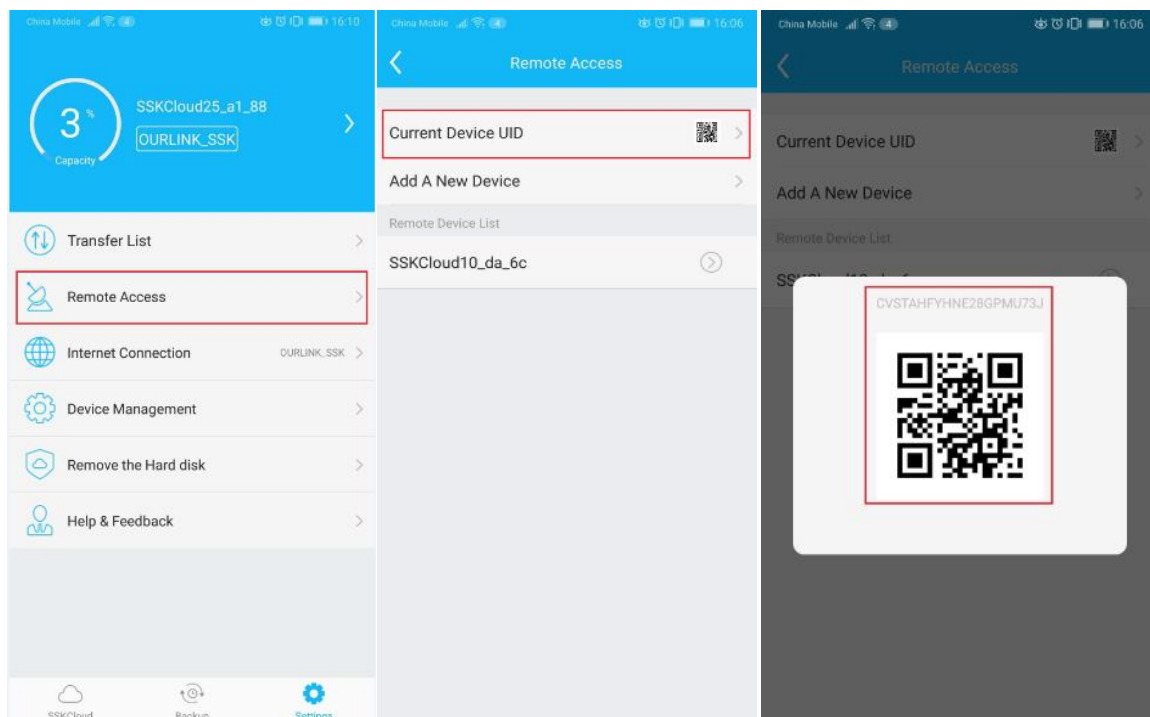 China Mobile 4 16:10
3 %
Capacity
SSKCloud25_a1_88
OURLINK_SSK
Transfer List
Remote Access
Internet Connection OURLINK_SSK
Device Management
Remove the Hard disk
Help & Feedback
SSKCloud Backup Settings
China Mobile 4 16:06
Remote Access
Current Device UID
Add A New Device
Remote Device List
SSKCloud10_da_6c
China Mobile 4 16:06
Remote Access
Current Device UID
Add A New Device
Remote Device List
CVSTAHFYHNE28GPMU73J